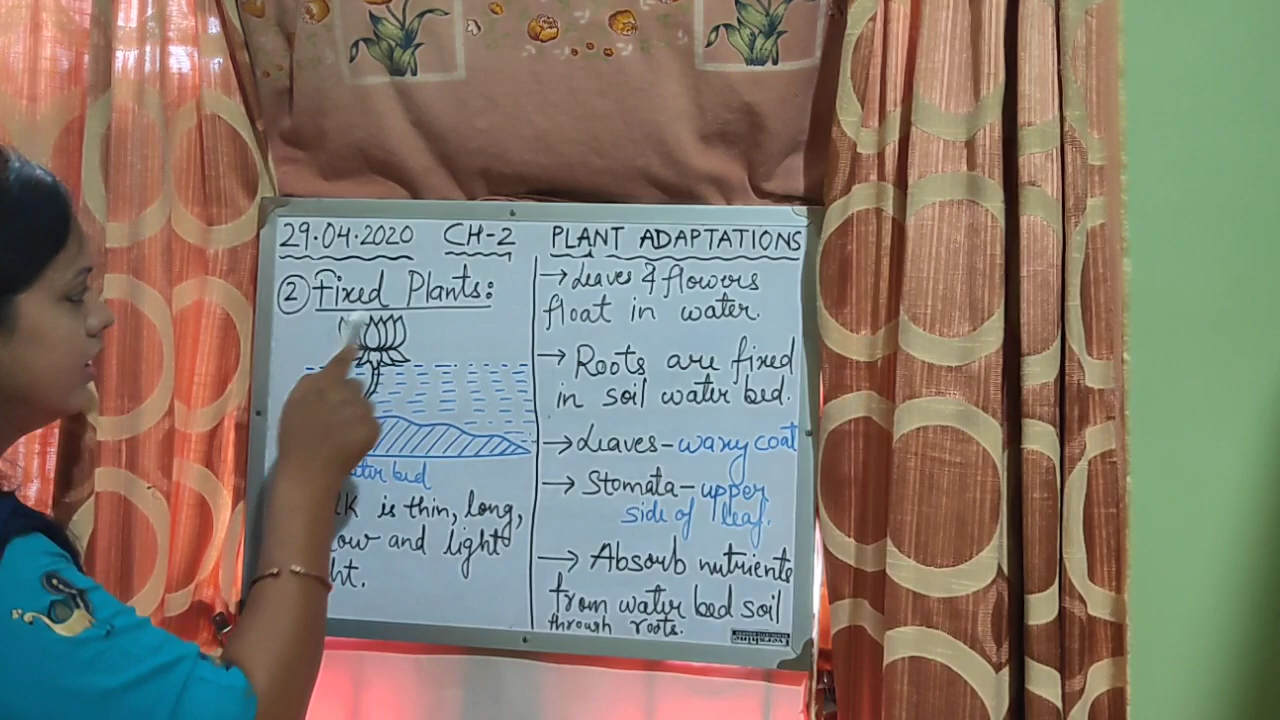 29.04.2020 CH-2 PLANT ADAPTATIONS
② Fixed Plants:
bed
is thin, long,
and light
→ Leaves & flowers
float in water.
→ Roots are fixed
in soil water bed.
→ Leaves - waxy coat
→ Stomata - upper
side of leaf.
→ Absorb nutrients
from water bed soil
through roots.
Evershine